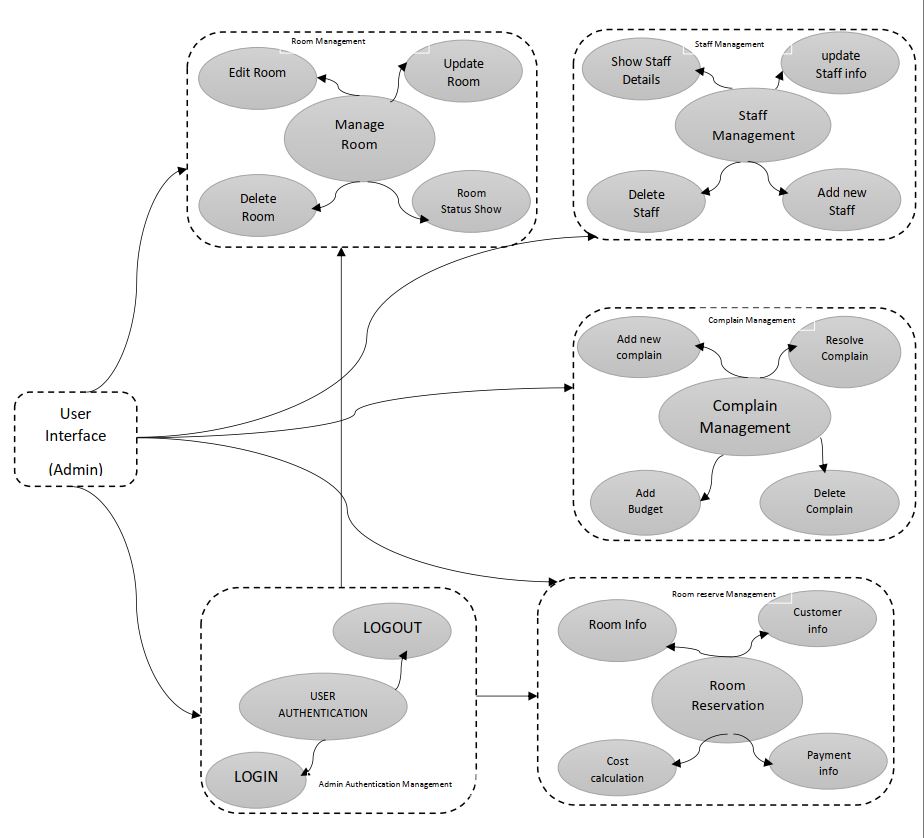 Room Management
Edit Room
Update
Room
Manage
Room
Delete
Room
Room
Status Show
Staff Management
Show Staff
Details
update
Staff info
Staff
Management
Delete
Staff
Add new
Staff
Complain Management
Add new
complain
Resolve
Complain
Complain
Management
Add
Budget
Delete
Complain
User
Interface
(Admin)
LOGOUT
USER
AUTHENTICATION
LOGIN
Admin Authentication Management
Room reserve Management
Room Info
Customer
info
Room
Reservation
Cost
calculation
Payment
info